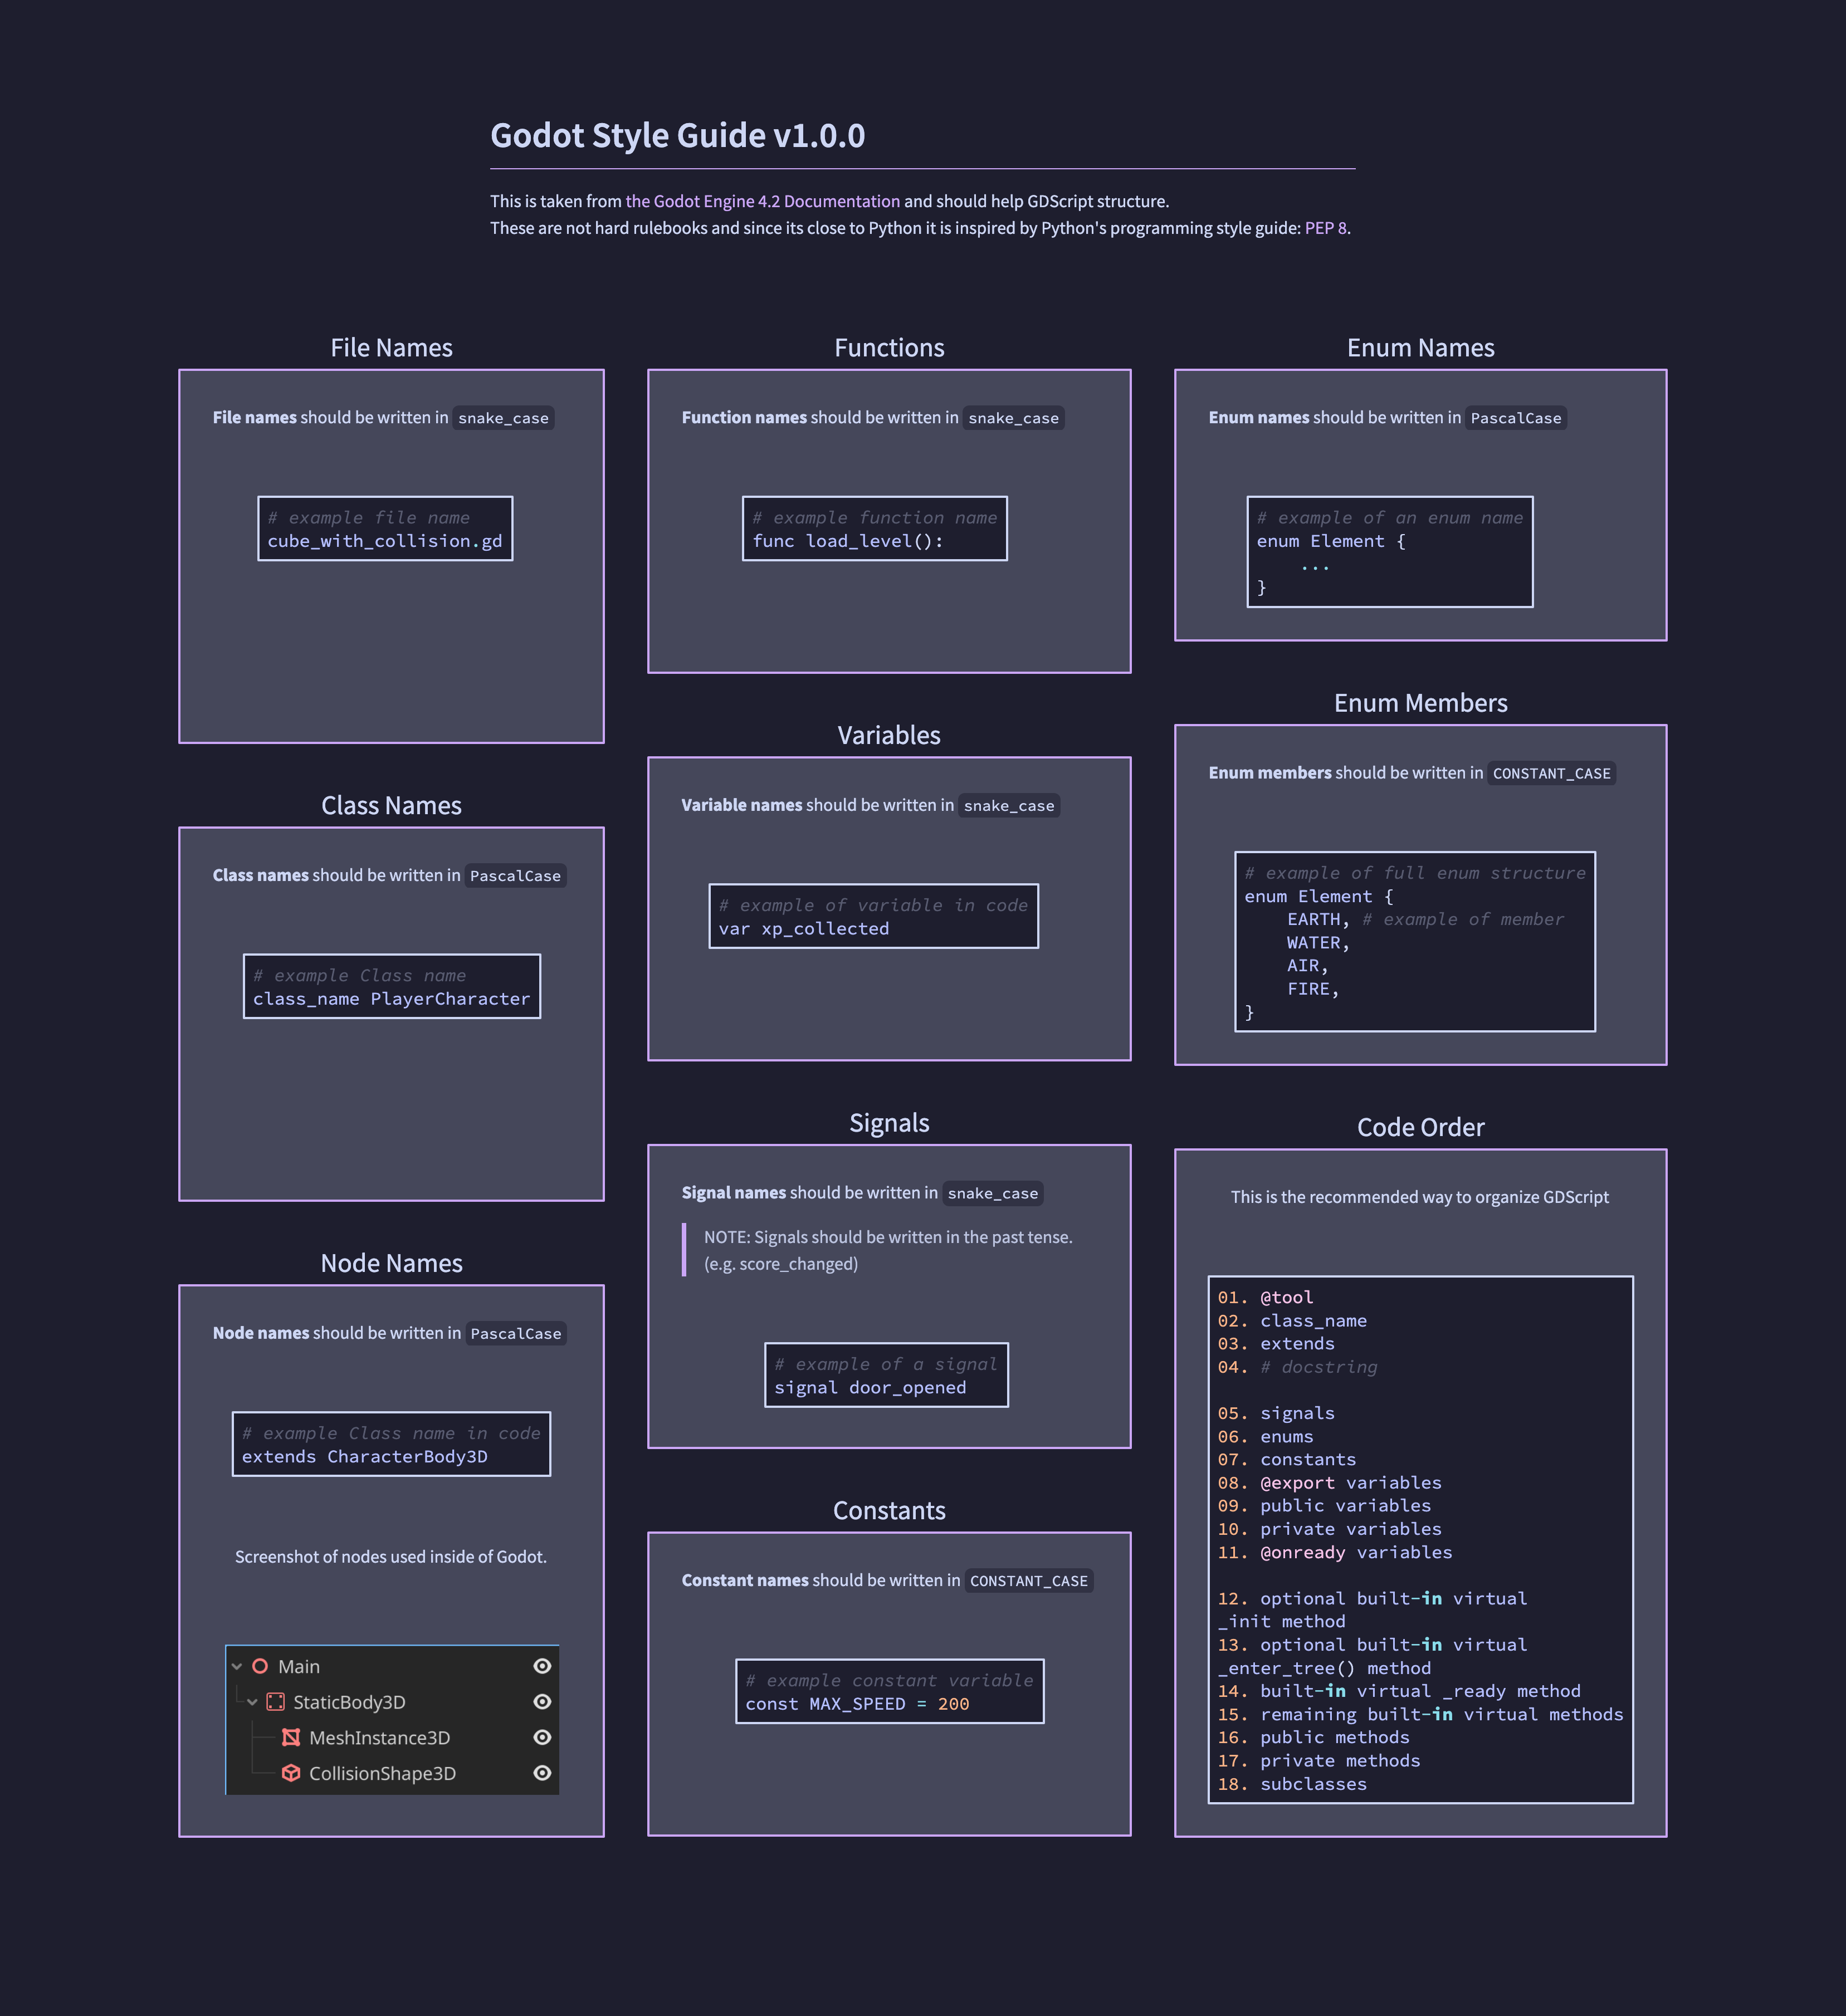 Godot Style Guide v1.0.0
This is taken from the Godot Engine 4.2 Documentation and should help GDScript structure.
These are not hard rulebooks and since its close to Python it is inspired by Python's programming style guide: PEP 8.
File Names
File names should be written in snake_case
# example file name
cube_with_collision.gd
Class Names
Class names should be written in PascalCase
# example Class name
class_name PlayerCharacter
Node Names
Node names should be written in PascalCase
# example Class name in code
extends CharacterBody3D
Screenshot of nodes used inside of Godot.
Main
StaticBody3D
MeshInstance3D
CollisionShape3D
Functions
Function names should be written in snake_case
# example function name
func load_level():
Variables
Variable names should be written in snake_case
# example of variable in code
var xp_collected
Signals
Signal names should be written in snake_case
NOTE: Signals should be written in the past tense.
(e.g. score_changed)
# example of a signal
signal door_opened
Constants
Constant names should be written in CONSTANT_CASE
# example constant variable
const MAX_SPEED = 200
Enum Names
Enum names should be written in PascalCase
# example of an enum name
enum Element {
    ...
}
Enum Members
Enum members should be written in CONSTANT_CASE
# example of full enum structure
enum Element {
    EARTH, # example of member
    WATER,
    AIR,
    FIRE,
}
Code Order
This is the recommended way to organize GDScript
01. @tool
02. class_name
03. extends
04. # docstring
05. signals
06. enums
07. constants
08. @export variables
09. public variables
10. private variables
11. @onready variables
12. optional built-in virtual
_init method
13. optional built-in virtual
_enter_tree() method
14. built-in virtual _ready method
15. remaining built-in virtual methods
16. public methods
17. private methods
18. subclasses